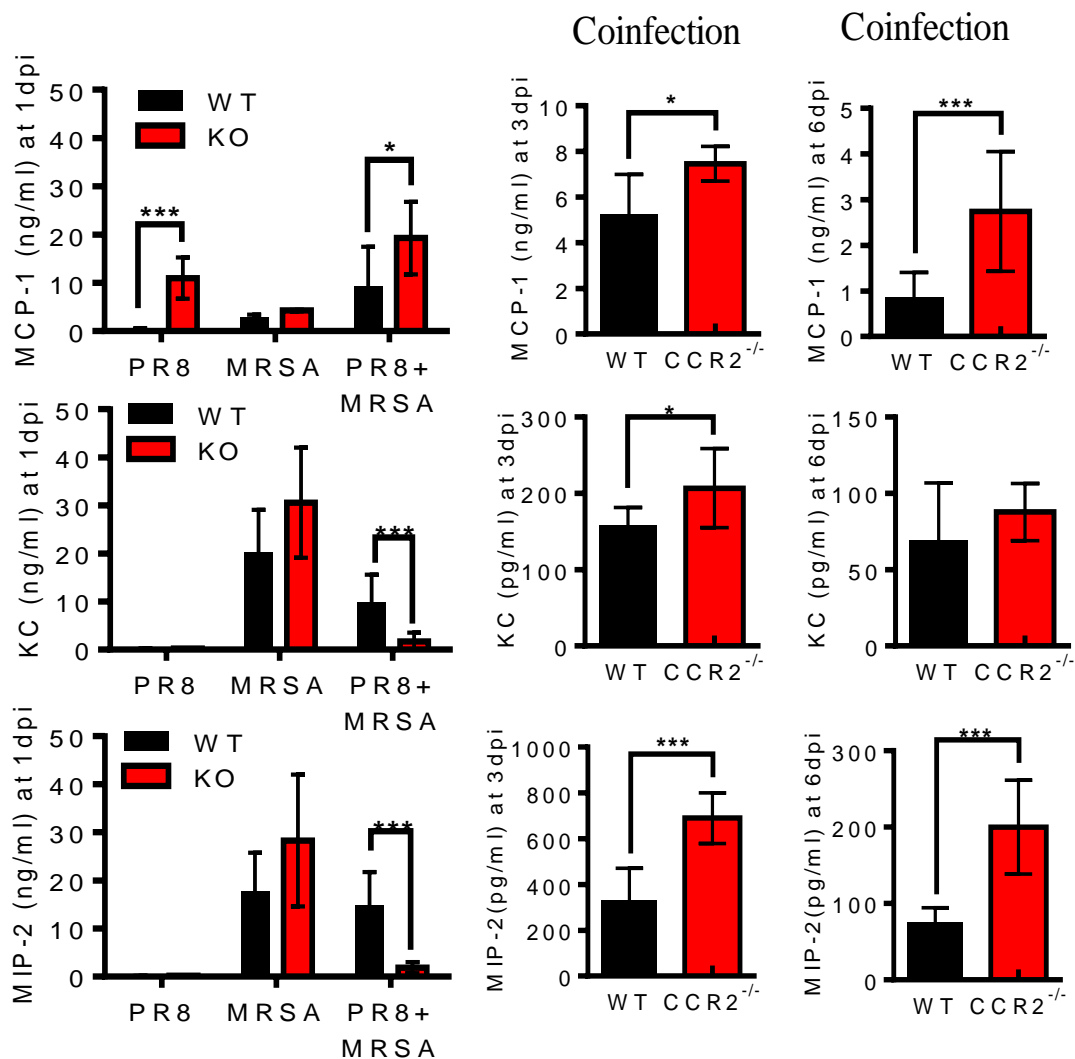 Coinfection
Coinfection
MCP-1 (ng/ml) at 1dpi
50
40
30
20
10
0
WT
KO
***
*
PR8
MRSA
PR8+
MRSA
MCP-1 (ng/ml) at 3dpi
10
8
6
4
2
0
*
WT
CCR2-/-
MCP-1 (ng/ml) at 6dpi
5
4
3
2
1
0
***
WT
CCR2-/-
KC (ng/ml) at 1dpi
50
40
30
20
10
0
WT
KO
***
PR8
MRSA
PR8+
MRSA
KC (pg/ml) at 3dpi
300
200
100
0
*
WT
CCR2-/-
KC (pg/ml) at 6dpi
150
100
50
0
WT
CCR2-/-
MIP-2 (ng/ml) at 1dpi
50
40
30
20
10
0
WT
KO
***
PR8
MRSA
PR8+
MRSA
MIP-2(pg/ml) at 3dpi
1000
800
600
400
200
0
***
WT
CCR2-/-
MIP-2(pg/ml) at 6dpi
300
200
100
0
***
WT
CCR2-/-